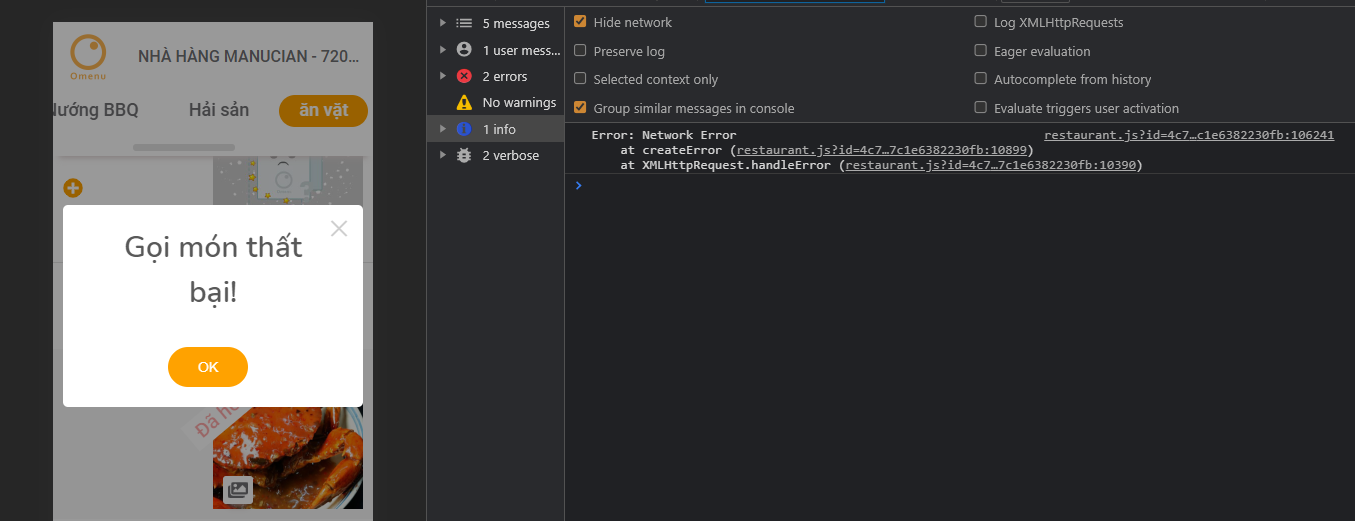 Omenu
NHÀ HÀNG MANUCIAN - 720...
Nướng BBQ
Hải sản
ăn vặt
Gọi món thất
bại!
OK
5 messages
1 user mess...
2 errors
No warnings
1 info
2 verbose
Hide network
Log XMLHttpRequests
Preserve log
Eager evaluation
Selected context only
Autocomplete from history
Group similar messages in console
Evaluate triggers user activation
Error: Network Error restaurant.js?id=4c7…c1e6382230fb:106241
at createError (restaurant.js?id=4c7…7c1e6382230fb:10899)
at XMLHttpRequest.handleError (restaurant.js?id=4c7…7c1e6382230fb:10390)